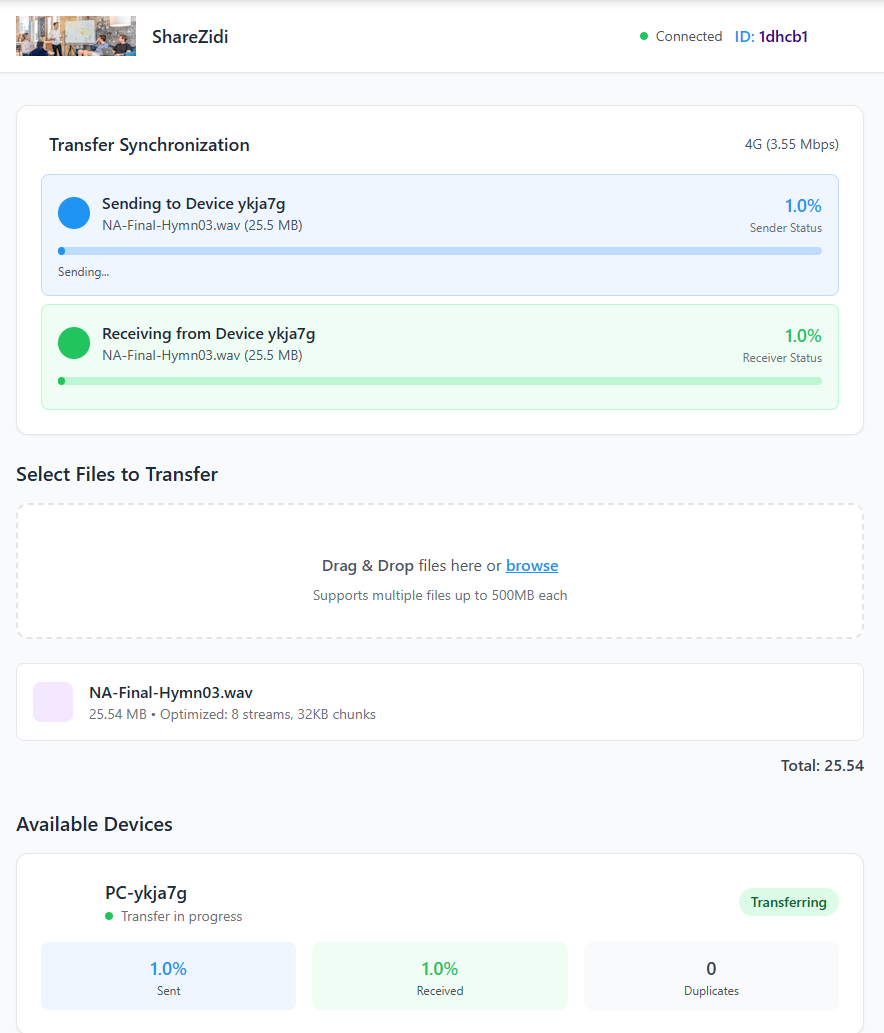 ShareZidi
Connected ID: 1dhcb1
Transfer Synchronization
4G (3.55 Mbps)
Sending to Device ykja7g
NA-Final-Hymn03.wav (25.5 MB)
1.0%
Sender Status
Sending...
Receiving from Device ykja7g
NA-Final-Hymn03.wav (25.5 MB)
1.0%
Receiver Status
Select Files to Transfer
Drag & Drop files here or browse
Supports multiple files up to 500MB each
NA-Final-Hymn03.wav
25.54 MB • Optimized: 8 streams, 32KB chunks
Total: 25.54
Available Devices
PC-ykja7g
Transfer in progress
Transferring
1.0%
Sent
1.0%
Received
0
Duplicates